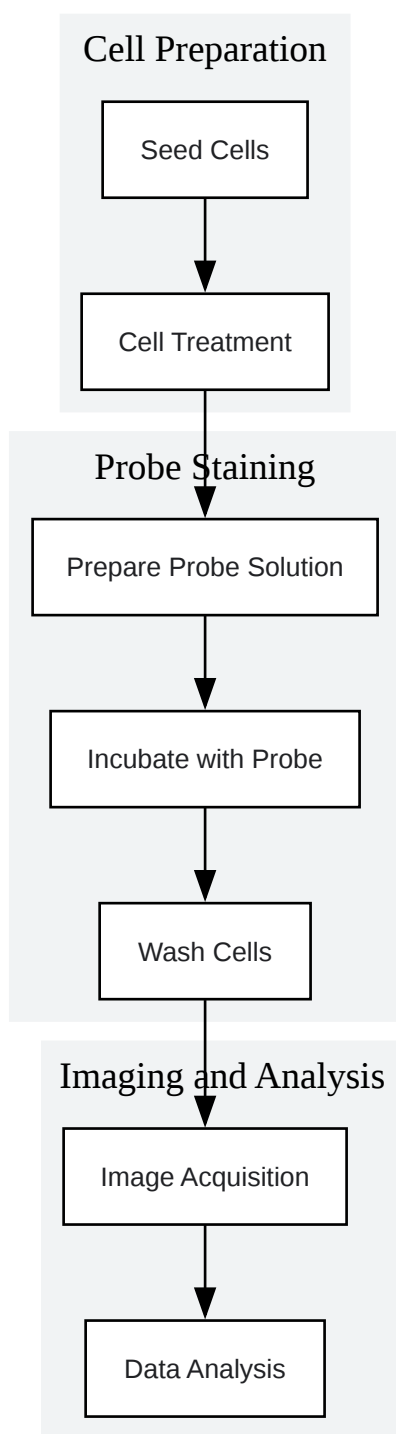 Cell Preparation
Seed Cells
Cell Treatment
Probe Staining
Prepare Probe Solution
Incubate with Probe
Wash Cells
Imaging and Analysis
Image Acquisition
Data Analysis